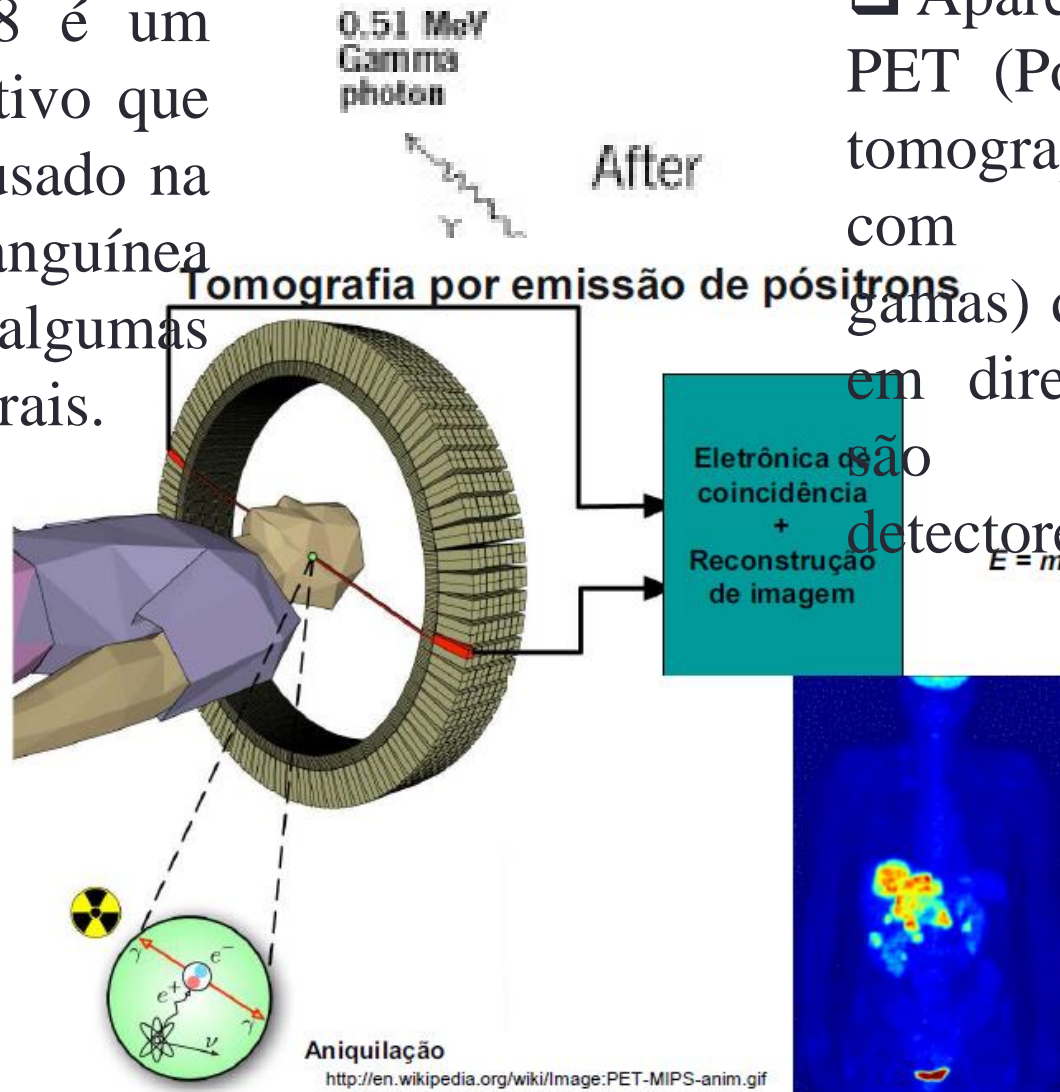 8 é um
tivo que
usado na
anguínea
algumas
rais.
0.51 MeV
Gamma
photon
γ
After
Apare
PET (Po
tomogra
com
gamas) d
em dire
são
detectore
Tomografia por emissão de pósitrons
Eletrônica de
coincidência
+
Reconstrução
de imagem
E = m
γ
e⁻
e⁺
γ
ν
Aniquilação
http://en.wikipedia.org/wiki/Image:PET-MIPS-anim.gif